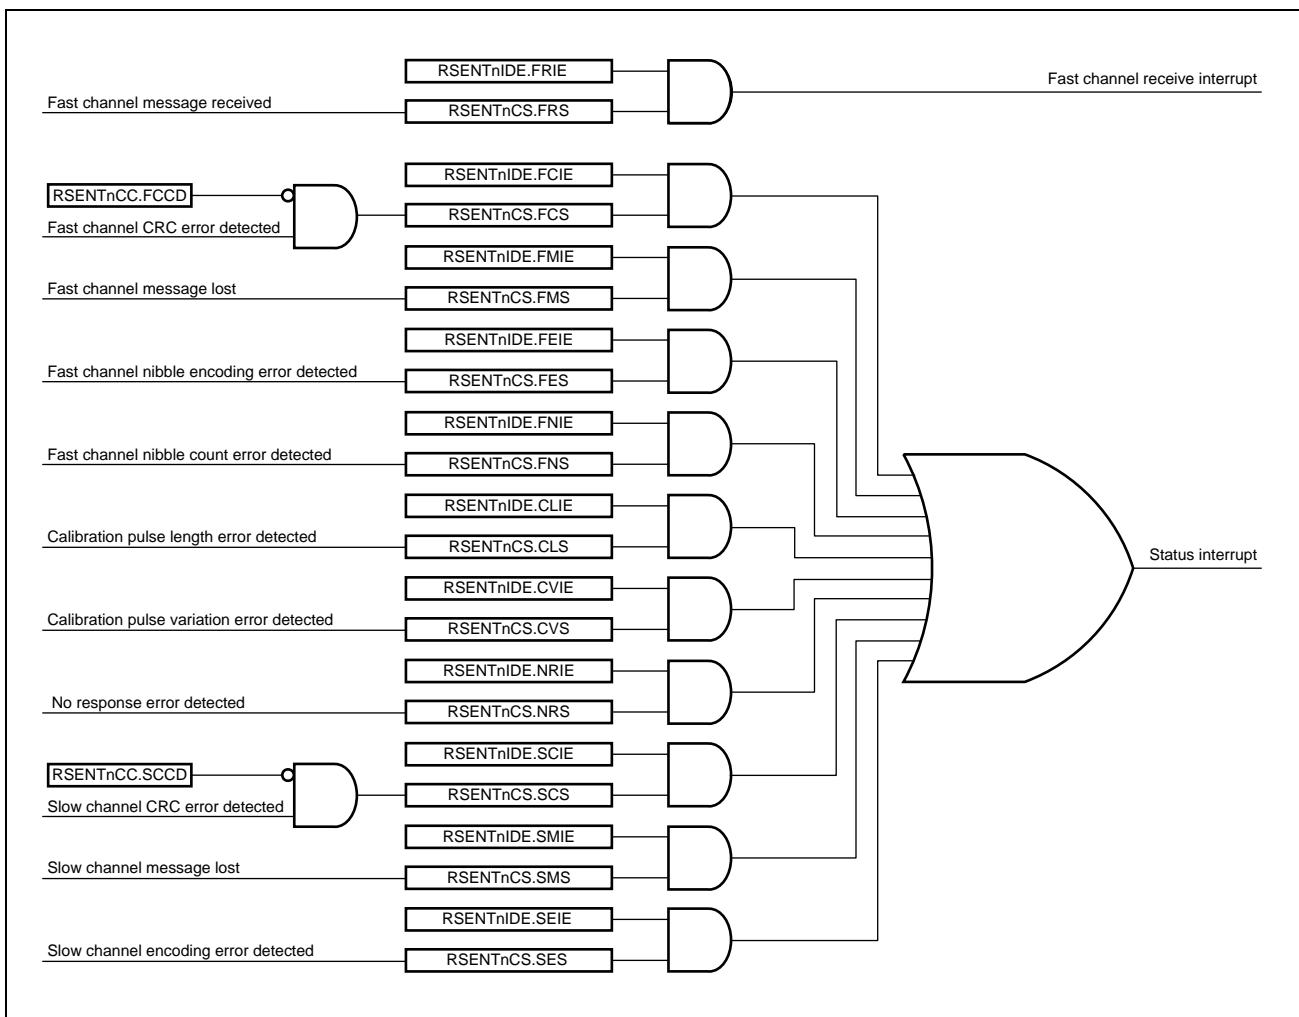 RSENTnIDE.FRIE
Fast channel receive interrupt
Fast channel message received
RSENTnCS.FRS
RSENTnIDE.FCIE
RSENTnCC.FCCD
RSENTnCS.FCS
Fast channel CRC error detected
RSENTnIDE.FMIE
Fast channel message lost
RSENTnCS.FMS
RSENTnIDE.FEIE
Fast channel nibble encoding error detected
RSENTnCS.FES
RSENTnIDE.FNIE
Fast channel nibble count error detected
RSENTnCS.FNS
RSENTnIDE.CLIE
Calibration pulse length error detected
RSENTnCS.CLS
Status interrupt
RSENTnIDE.CVIE
Calibration pulse variation error detected
RSENTnCS.CVS
RSENTnIDE.NRIE
No response error detected
RSENTnCS.NRS
RSENTnIDE.SCIE
RSENTnCC.SCCD
RSENTnCS.SCS
Slow channel CRC error detected
RSENTnIDE.SMIE
Slow channel message lost
RSENTnCS.SMS
RSENTnIDE.SEIE
Slow channel encoding error detected
RSENTnCS.SES